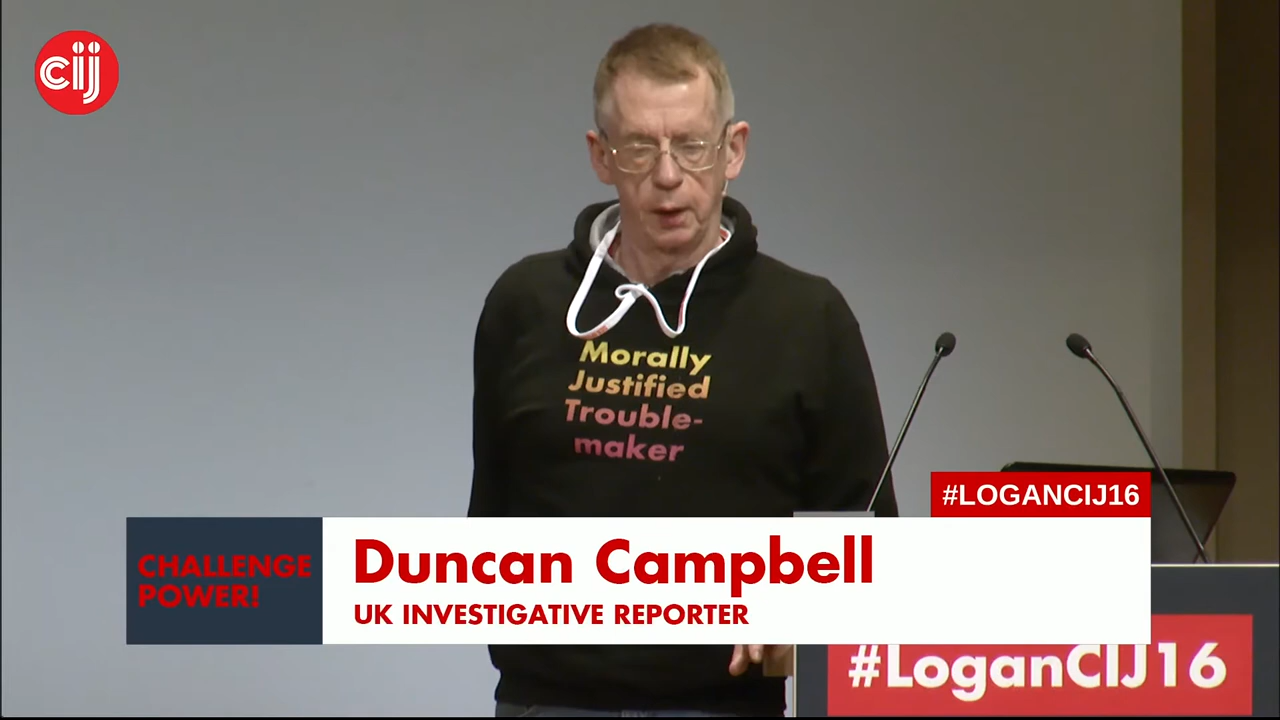 cij
Morally
Justified
Trouble-
maker
#LOGANCIJ16
CHALLENGE
POWER!
Duncan Campbell
UK INVESTIGATIVE REPORTER
#LoganCIJ16